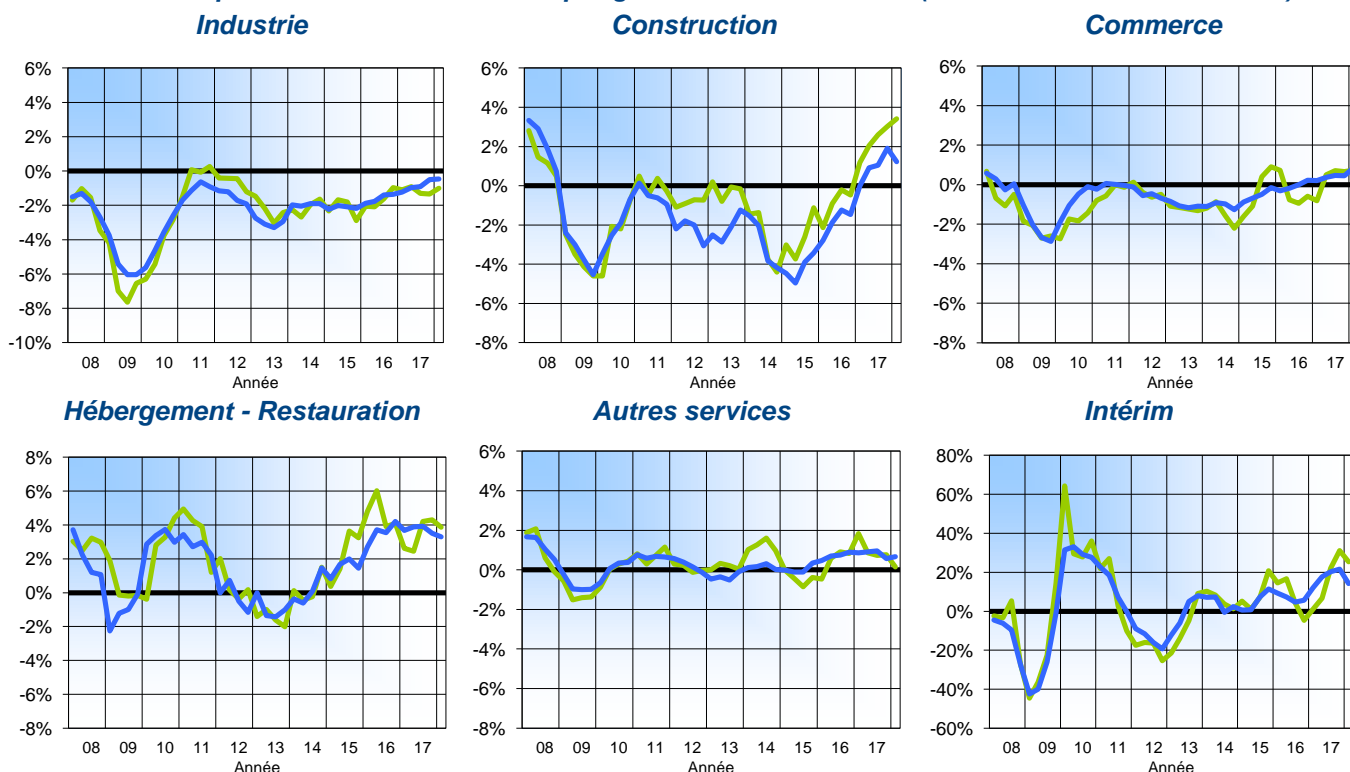 Industrie
6%
4%
2%
0%
-2%
-4%
-6%
-8%
-10%
08 09 10 11 12 13 14 15 16 17
Année
Construction
6%
4%
2%
0%
-2%
-4%
-6%
-8%
08 09 10 11 12 13 14 15 16 17
Année
Commerce
6%
4%
2%
0%
-2%
-4%
-6%
-8%
08 09 10 11 12 13 14 15 16 17
Année
Hébergement - Restauration
8%
6%
4%
2%
0%
-2%
-4%
-6%
-8%
08 09 10 11 12 13 14 15 16 17
Année
Autres services
6%
4%
2%
0%
-2%
-4%
-6%
-8%
08 09 10 11 12 13 14 15 16 17
Année
Intérim
80%
60%
40%
20%
0%
-20%
-40%
-60%
08 09 10 11 12 13 14 15 16 17
Année